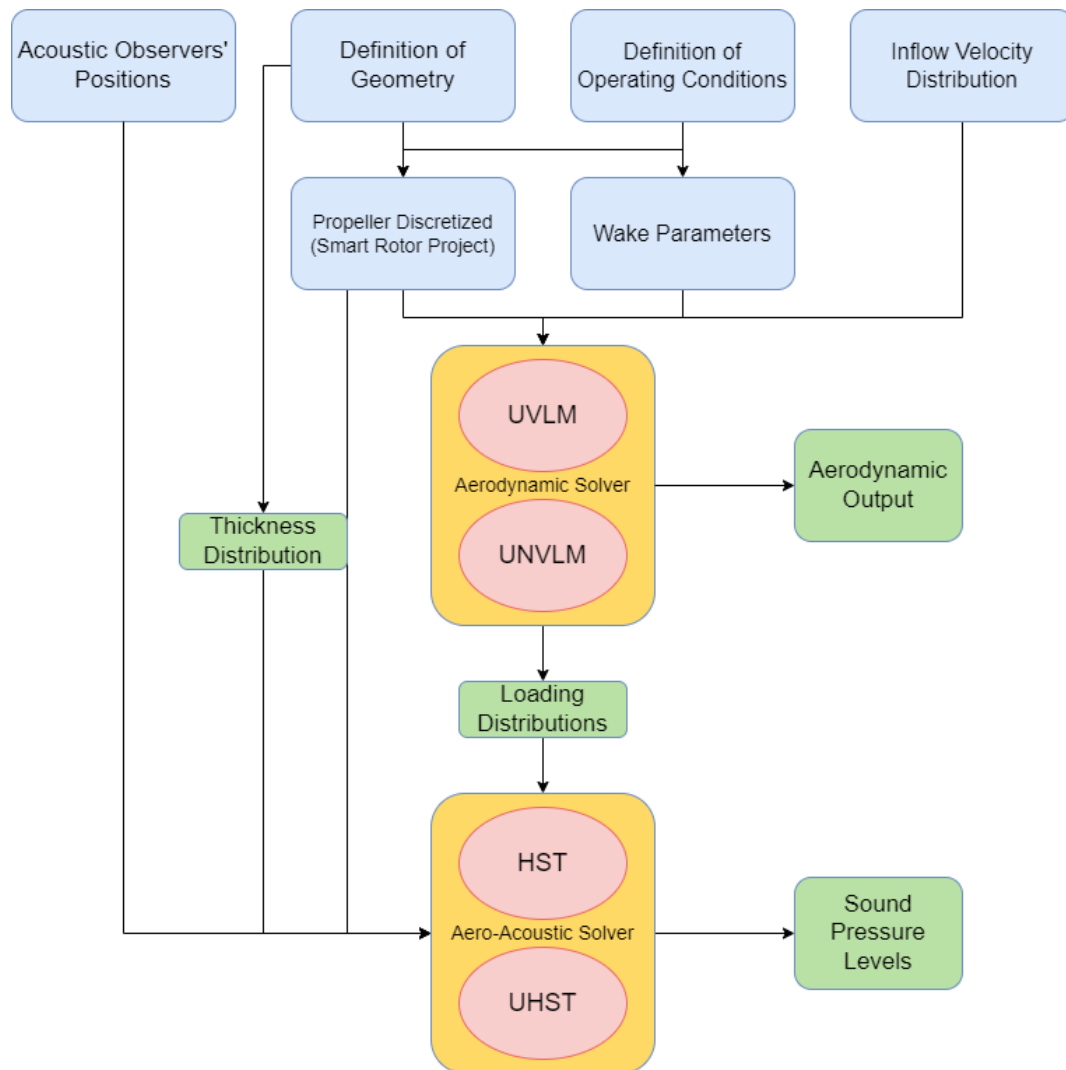 Acoustic Observers'
Positions
Definition of
Geometry
Definition of
Operating Conditions
Inflow Velocity
Distribution
Propeller Discretized
(Smart Rotor Project)
Wake Parameters
UVLM
Aerodynamic Solver
UNVLM
Aerodynamic
Output
Thickness
Distribution
Loading
Distributions
HST
Aero-Acoustic Solver
UHST
Sound
Pressure
Levels